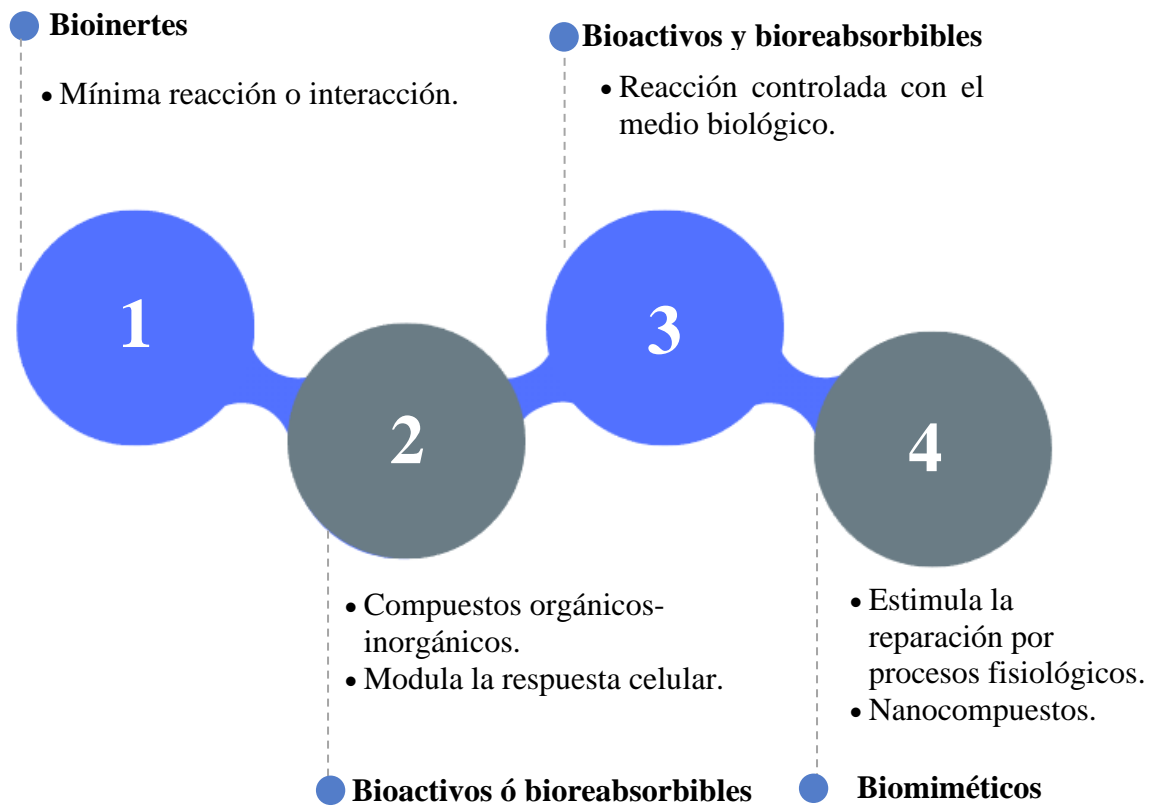 Bioinertes
• Mínima reacción o interacción.
Bioactivos y bioreabsorbibles
• Reacción controlada con el
medio biológico.
1
2
3
4
• Compuestos orgánicos-
inorgánicos.
• Modula la respuesta celular.
Bioactivos ó bioreabsorbibles
• Estimula la
reparación por
procesos fisiológicos.
• Nanocompuestos.
Biomiméticos